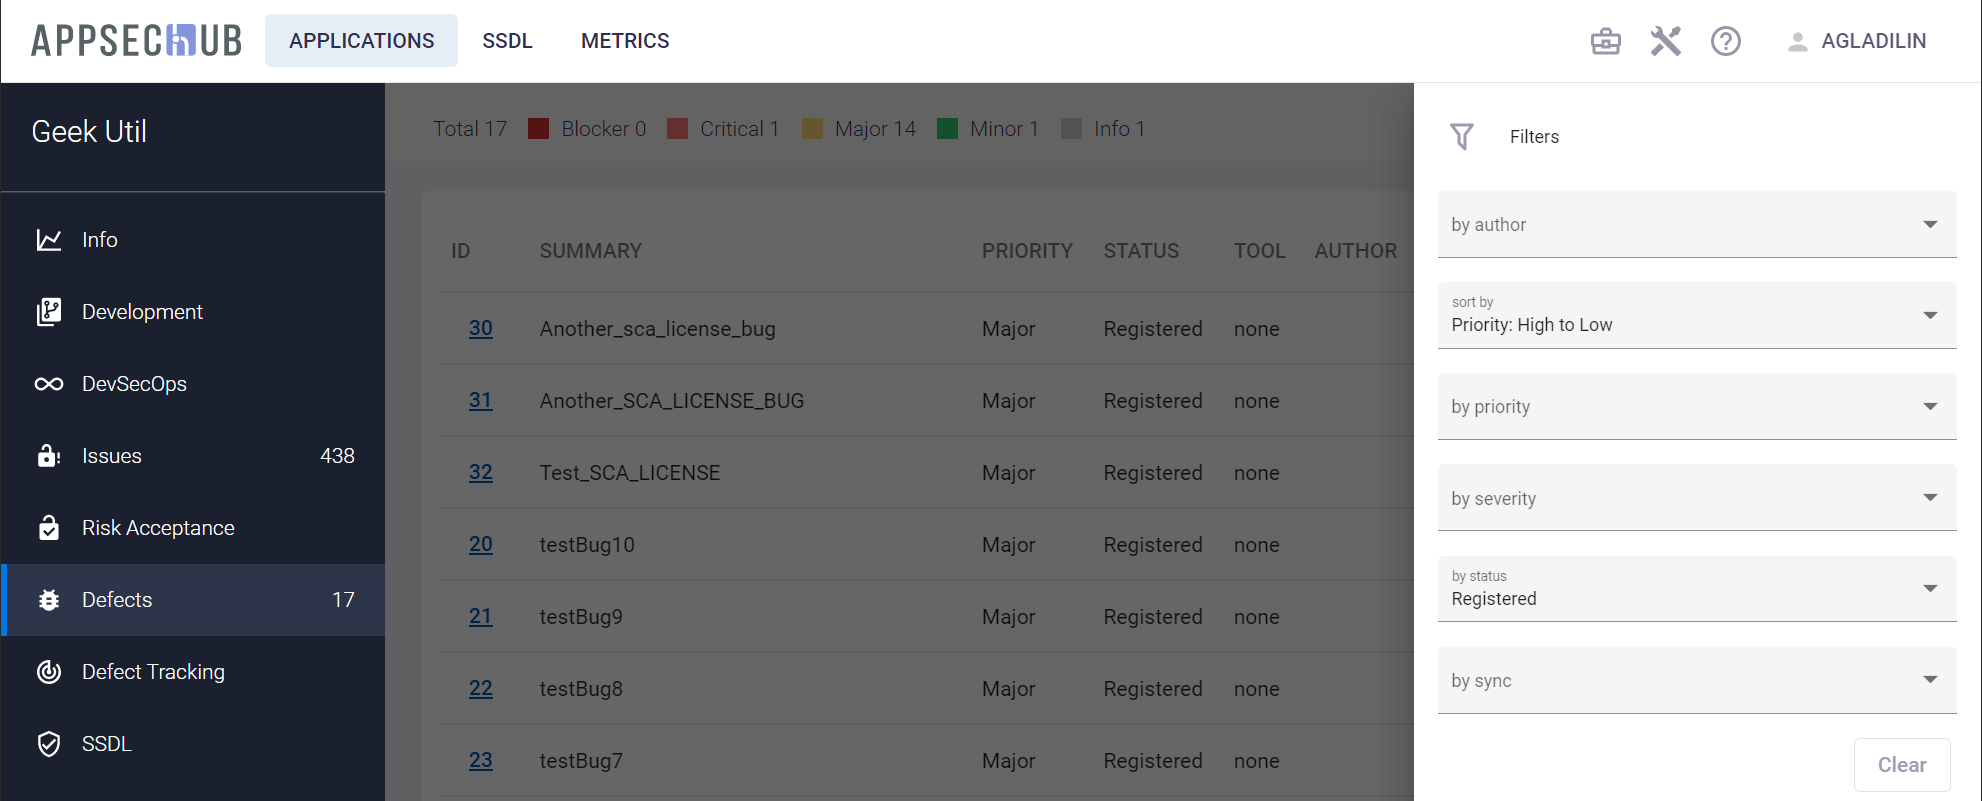 APPSECHUB APPLICATIONS SSDL METRICS AGLADILIN
Geek Util
Info
Development
DevSecOps
Issues 438
Risk Acceptance
Defects 17
Defect Tracking
SSDL
Total 17 Blocker 0 Critical 1 Major 14 Minor 1 Info 1
ID SUMMARY PRIORITY STATUS TOOL AUTHOR
30 Another_sca_license_bug Major Registered none
31 Another_SCA_LICENSE_BUG Major Registered none
32 Test_SCA_LICENSE Major Registered none
20 testBug10 Major Registered none
21 testBug9 Major Registered none
22 testBug8 Major Registered none
23 testBug7 Major Registered none
Filters
by author
sort by
Priority: High to Low
by priority
by severity
by status
Registered
by sync
Clear